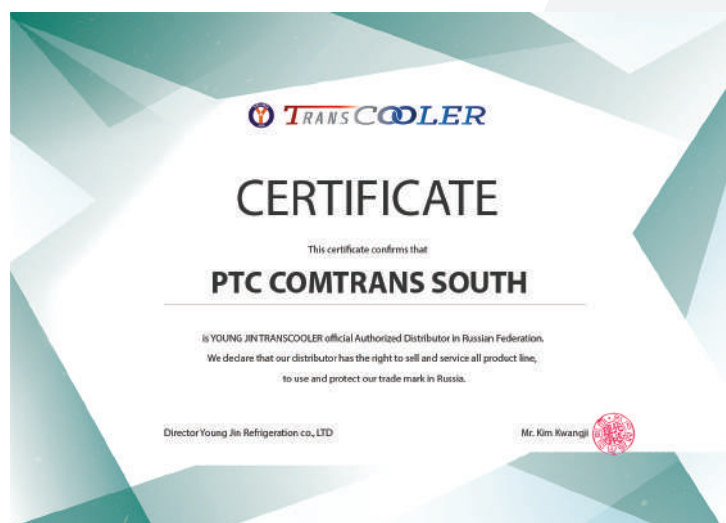 TRANSCOOLER
CERTIFICATE
This certificate confirms that
PTC COMTRANS SOUTH
is YOUNG JIN TRANSCOOLER official Authorized Distributor in Russian Federation.
We declare that our distributor has the right to sell and service all product line,
to use and protect our trade mark in Russia.
Director Young Jin Refrigeration co., LTD
Mr. Kim Kwangji